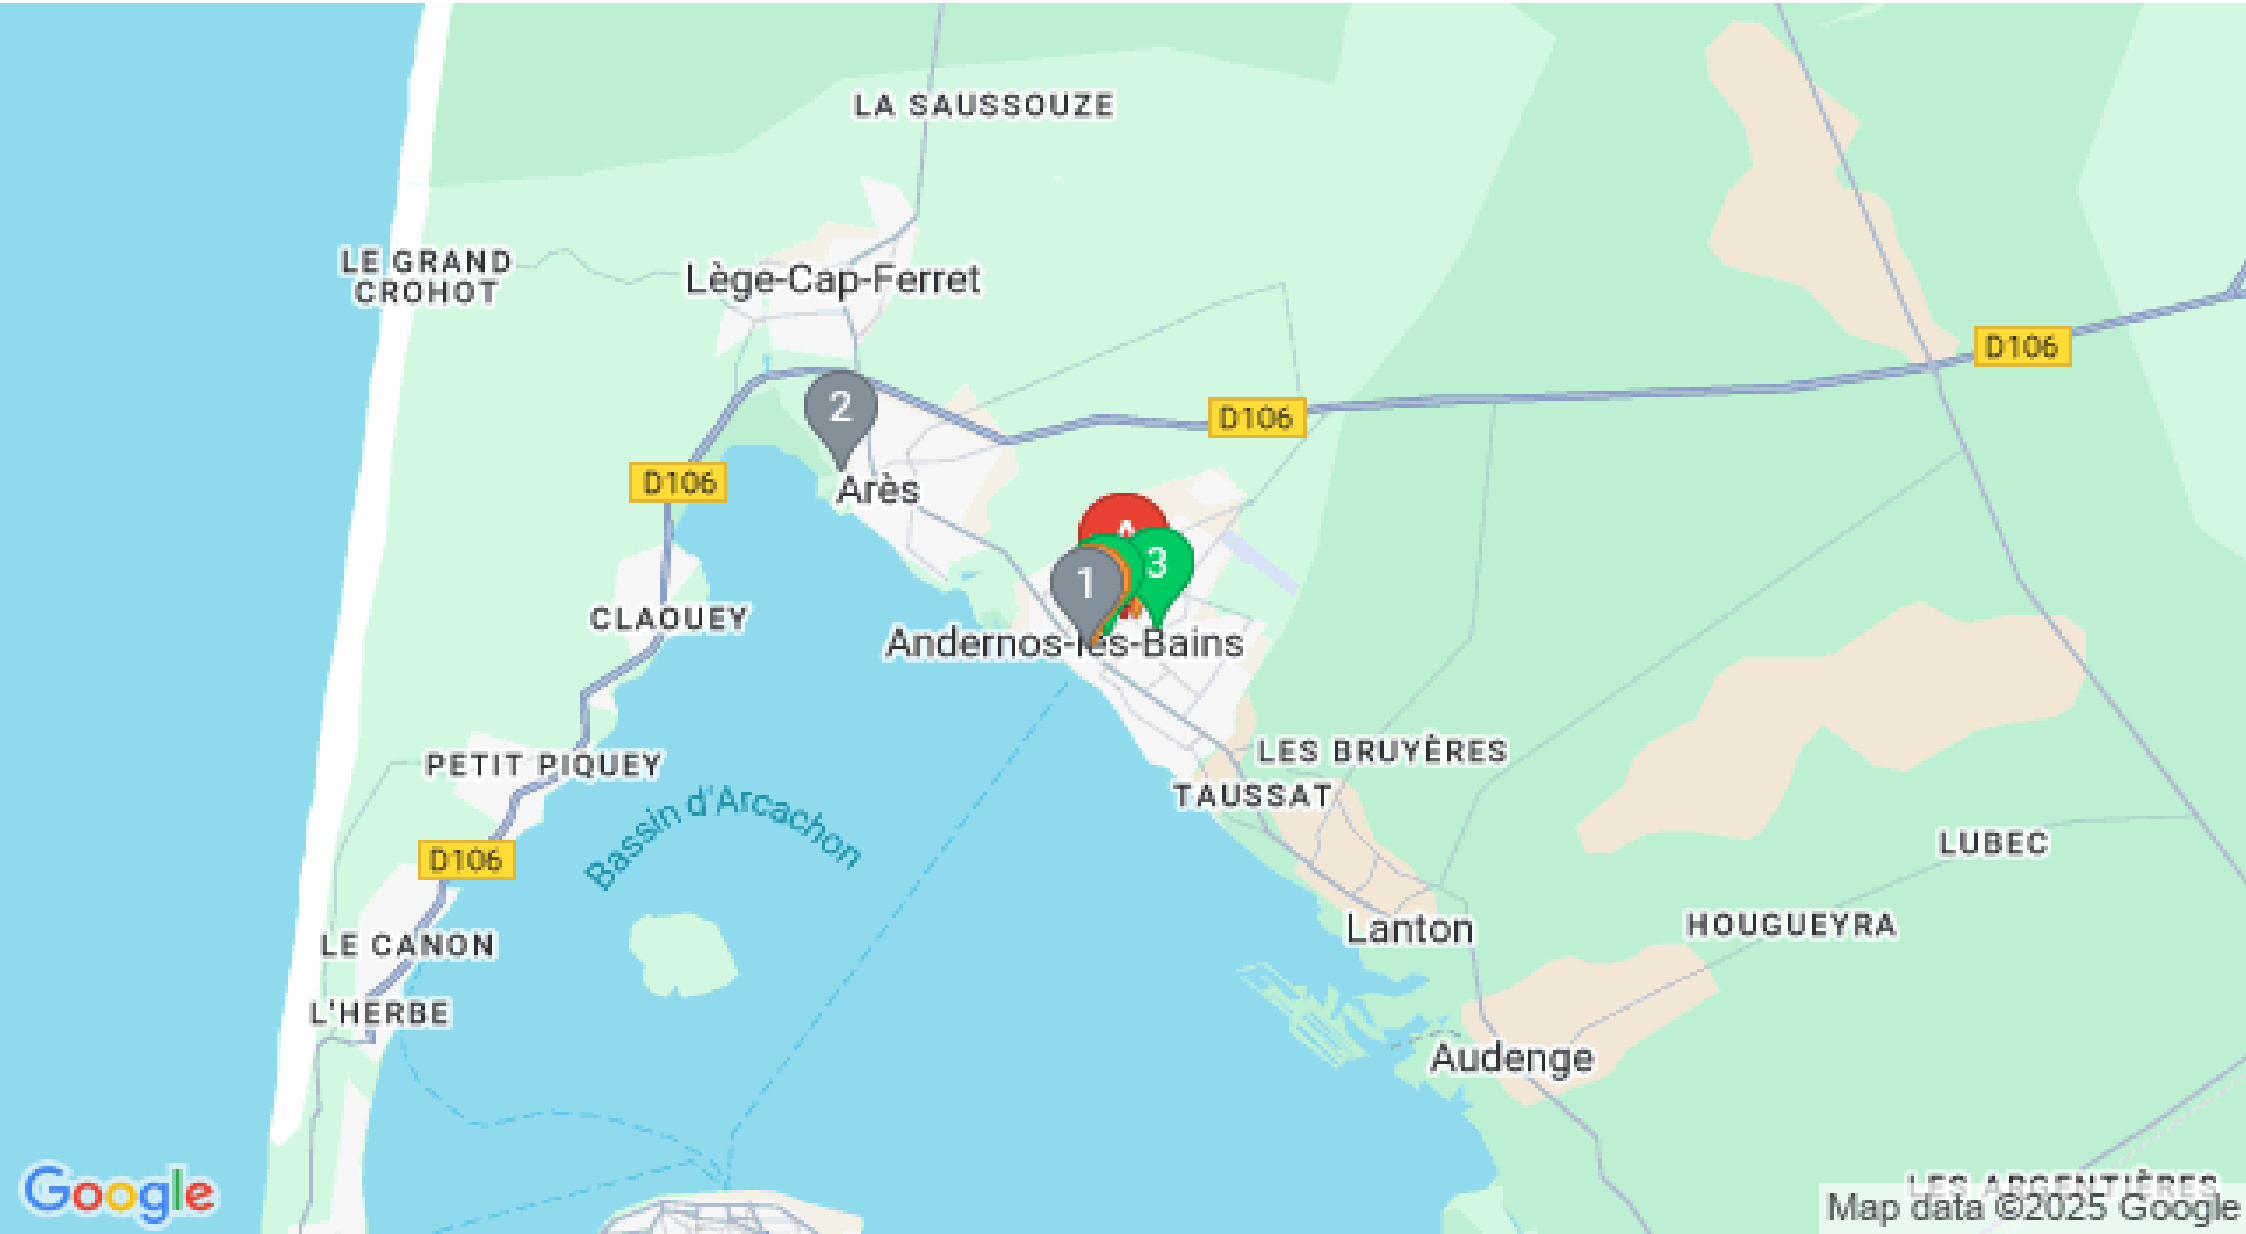 LA SAUSSOUZE
LE GRAND
CROHOT
Lège-Cap-Ferret
D106
D106
2
D106
Arès
A
3
1
CLAOUEY
Andernos-les-Bains
LES BRUYÈRES
PETIT PIQUEY
TAUSSAT
Bassin d'Arcachon
LUBEC
D106
HOUGUEYRA
Lanton
LE CANON
L'HERBE
Audenge
LES ARGENTIÈRES
Google
Map data ©2025 Google